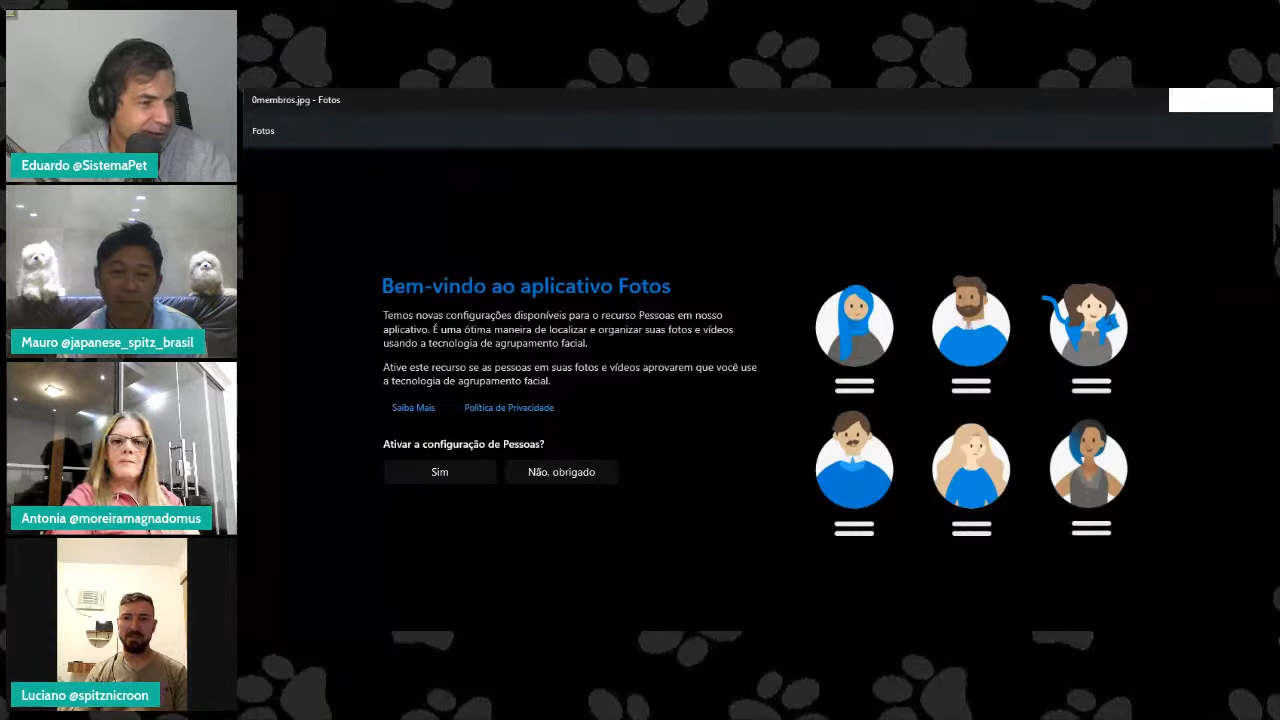 Eduardo @SistemaPet
Mauro @japanese_spitz_brasil
Antonia @moreiramagnadomus
Luciano @spitznicroon
0membros.jpg - Fotos
Fotos
Bem-vindo ao aplicativo Fotos
Temos novas configurações disponíveis para o recurso Pessoas em nosso
aplicativo. É uma ótima maneira de localizar e organizar suas fotos e vídeos
usando a tecnologia de agrupamento facial.
Ative este recurso se as pessoas em suas fotos e vídeos aprovarem que você use
a tecnologia de agrupamento facial.
Saiba Mais Política de Privacidade
Ativar a configuração de Pessoas?
Sim Não, obrigado